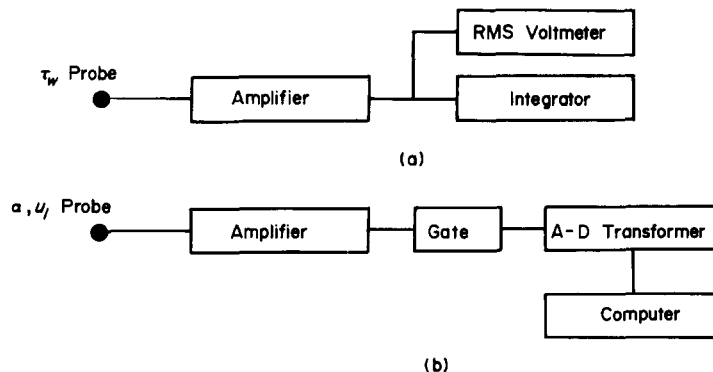 RMS Voltmeter
τw Probe
Amplifier
Integrator
(a)
α, ul Probe
Amplifier
Gate
A-D Transformer
Computer
(b)